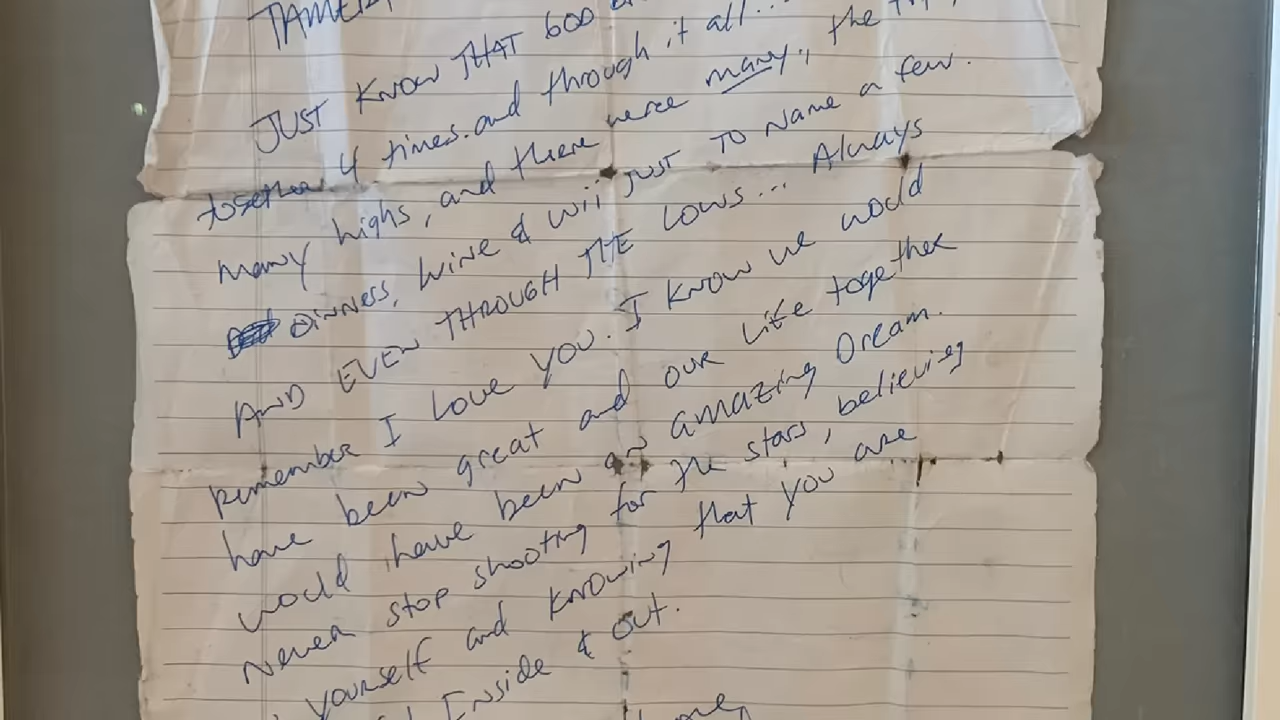 JUST KNOW THAT GOD
together 4 times. and through it all...
many highs, and there were many, the
Dinners, Wine & Wii JUST TO Name a few.
AND EVEN THROUGH THE LOWS... Always
Remember I Love You. I Know we would
have been great and our Life together
would have been an amazing Dream.
Never stop shooting for the stars, believing
yourself and Knowing that you are
Inside & Out.